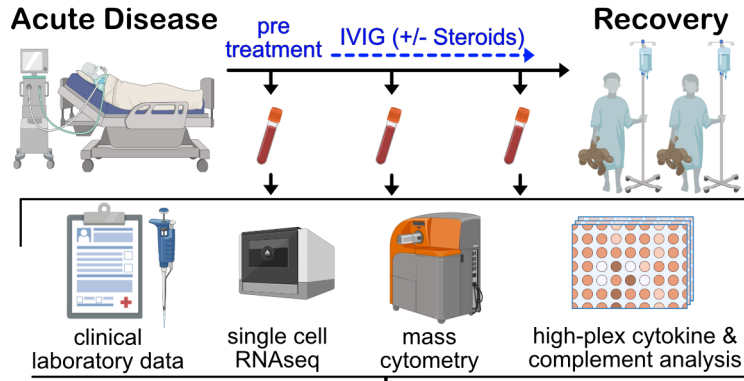 Acute Disease
pre
treatment
IVIG (+/- Steroids)
Recovery
clinical
laboratory data
single cell
RNAseq
mass
cytometry
high-plex cytokine &
complement analysis